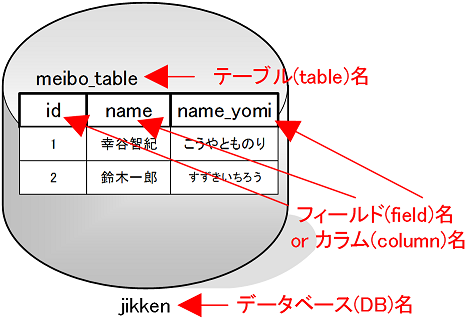 meibo_table テーブル(table)名
id name name_yomi
1 幸谷智紀 こうやとものり
2 鈴木一郎 すずきいちろう
フィールド(field)名
or カラム(column)名
jikken データベース(DB)名